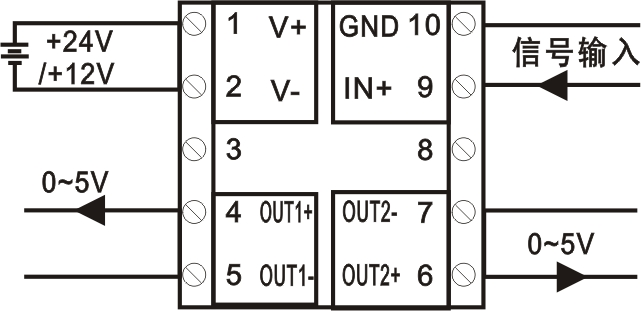 +24V
/+12V
1 V+
2 V-
3
0~5V
4 OUT1+
5 OUT1-
GND 10
IN+ 9
信号输入
8
OUT2- 7
OUT2+ 6
0~5V